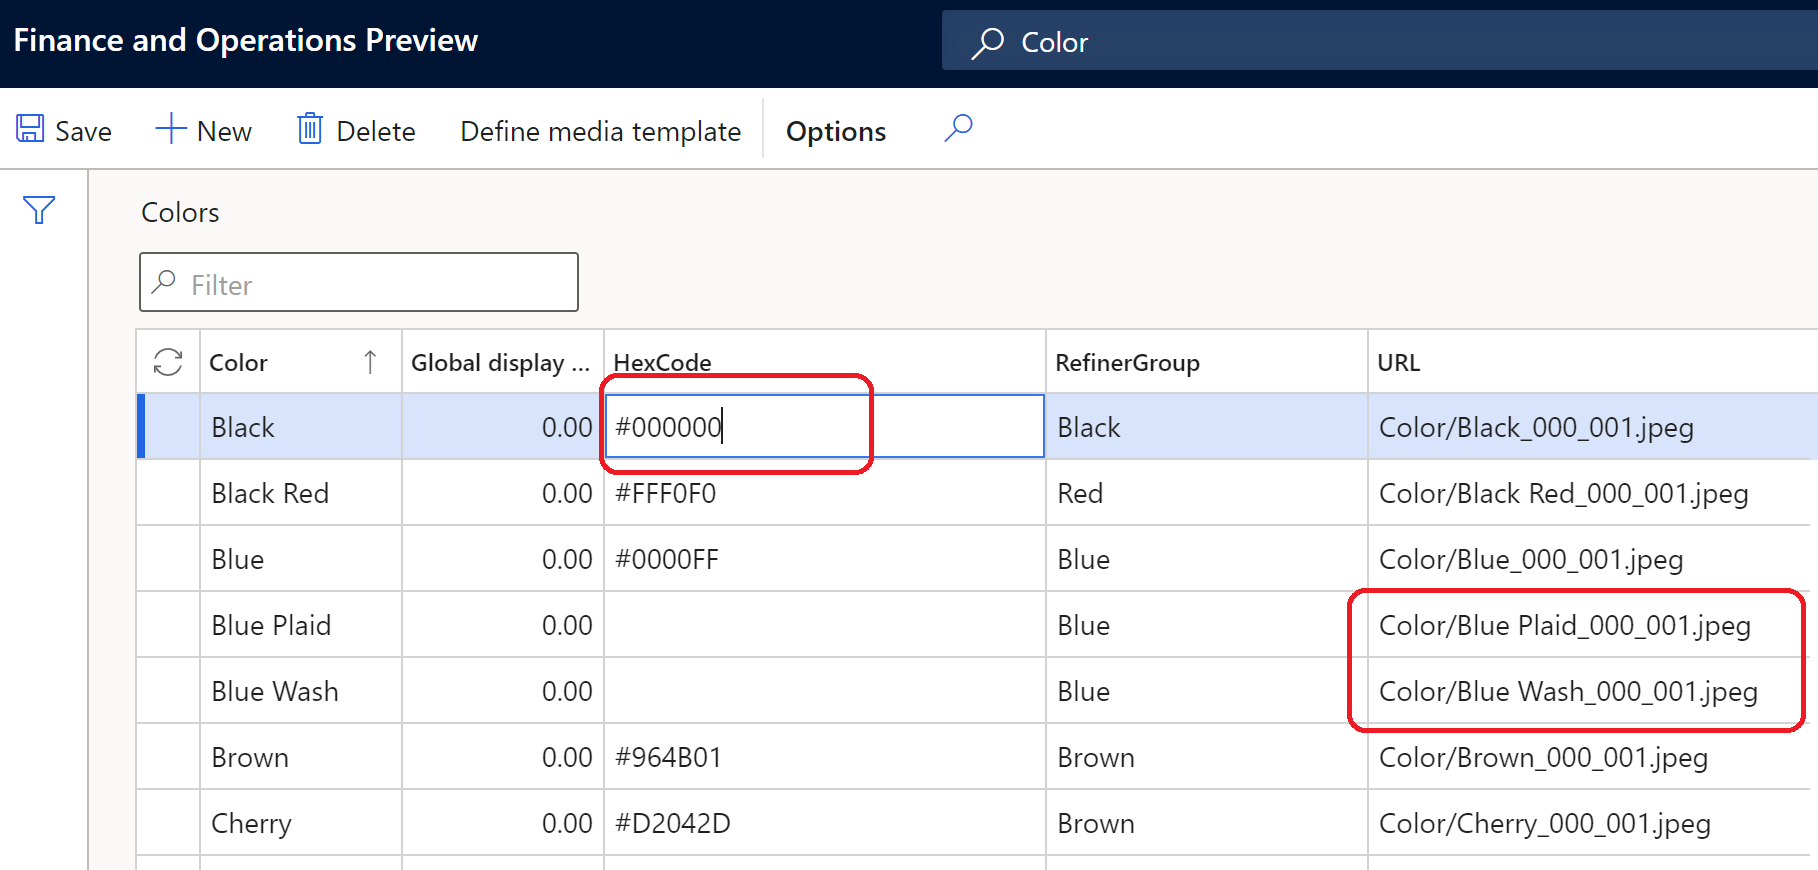 Finance and Operations Preview
Color
Save New Delete Define media template Options
Colors
Filter
Color Global display ... HexCode RefinerGroup URL
Black 0.00 #000000 Black Color/Black_000_001.jpeg
Black Red 0.00 #FFF0F0 Red Color/Black Red_000_001.jpeg
Blue 0.00 #0000FF Blue Color/Blue_000_001.jpeg
Blue Plaid 0.00 Blue Color/Blue Plaid_000_001.jpeg
Blue Wash 0.00 Blue Color/Blue Wash_000_001.jpeg
Brown 0.00 #964B01 Brown Color/Brown_000_001.jpeg
Cherry 0.00 #D2042D Brown Color/Cherry_000_001.jpeg